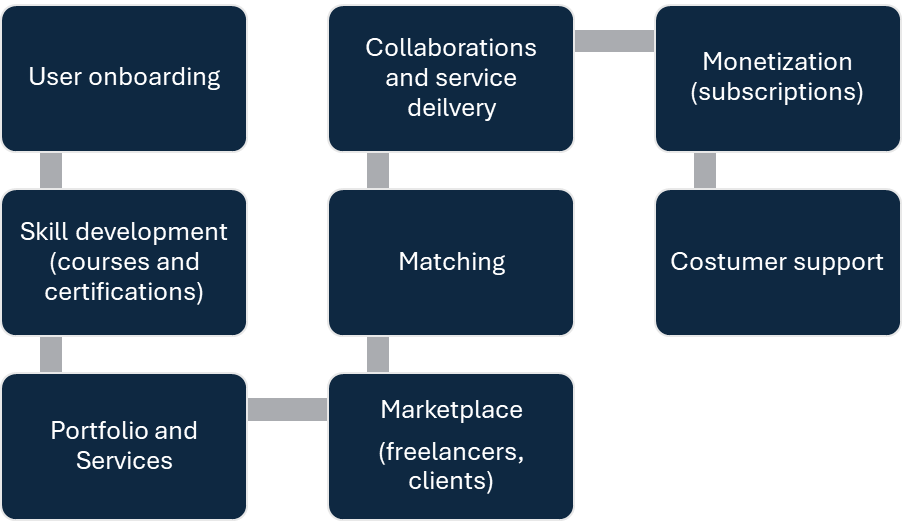 User onboarding
Skill development
(courses and
certifications)
Portfolio and
Services
Marketplace
(freelancers,
clients)
Matching
Collaborations
and service
deilvery
Monetization
(subscriptions)
Costumer support